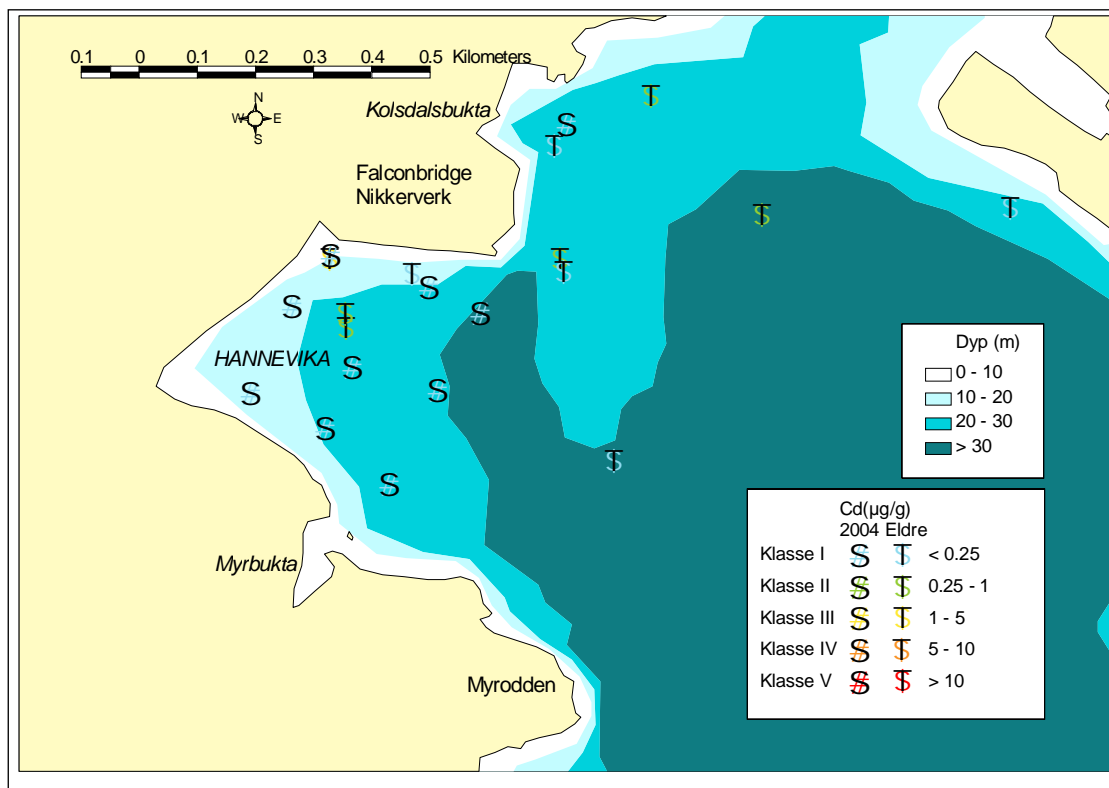 0.1 0 0.1 0.2 0.3 0.4 0.5 Kilometers
N
W E
S
Kolsdalsbukta
Falconbridge
Nikkerverk
HANNEVIKA
Myrbukta
Myrodden
Dyp (m)
0 - 10
10 - 20
20 - 30
> 30
Cd(µg/g)
2004 Eldre
Klasse I < 0.25
Klasse II 0.25 - 1
Klasse III 1 - 5
Klasse IV 5 - 10
Klasse V > 10